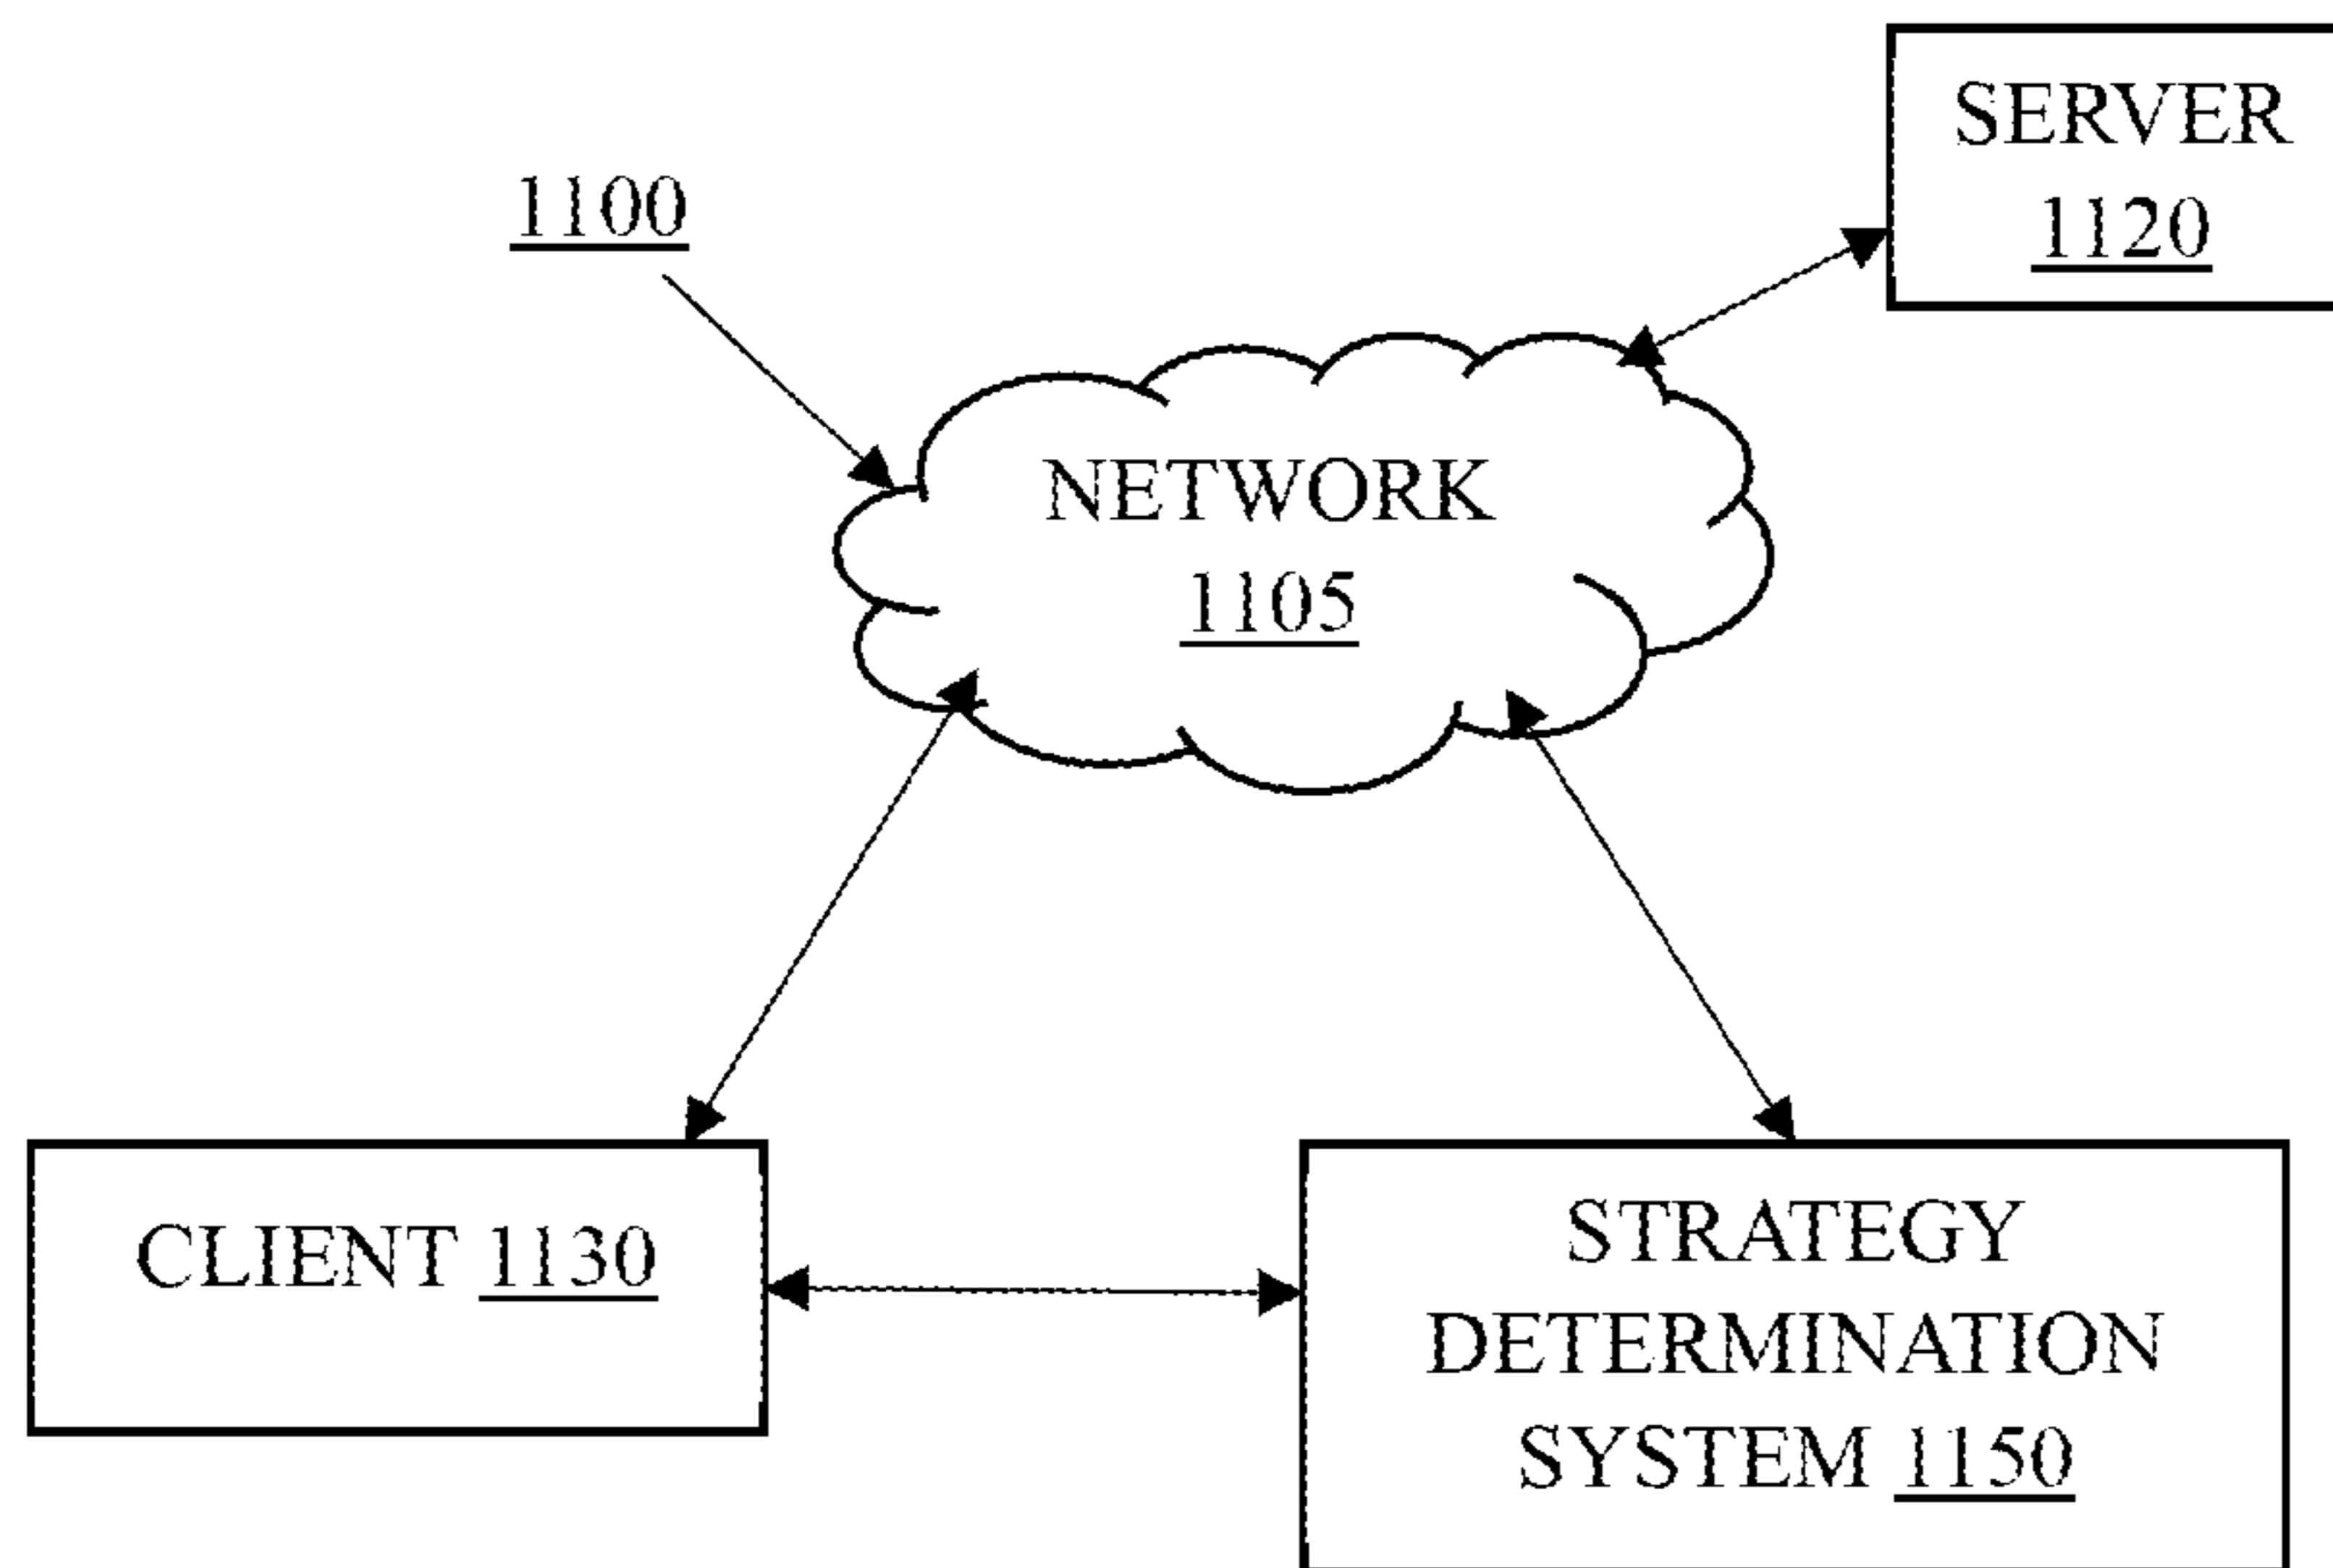 SERVER
1120
1100
NETWORK
1105
CLIENT 1130
STRATEGY
DETERMINATION
SYSTEM 1150